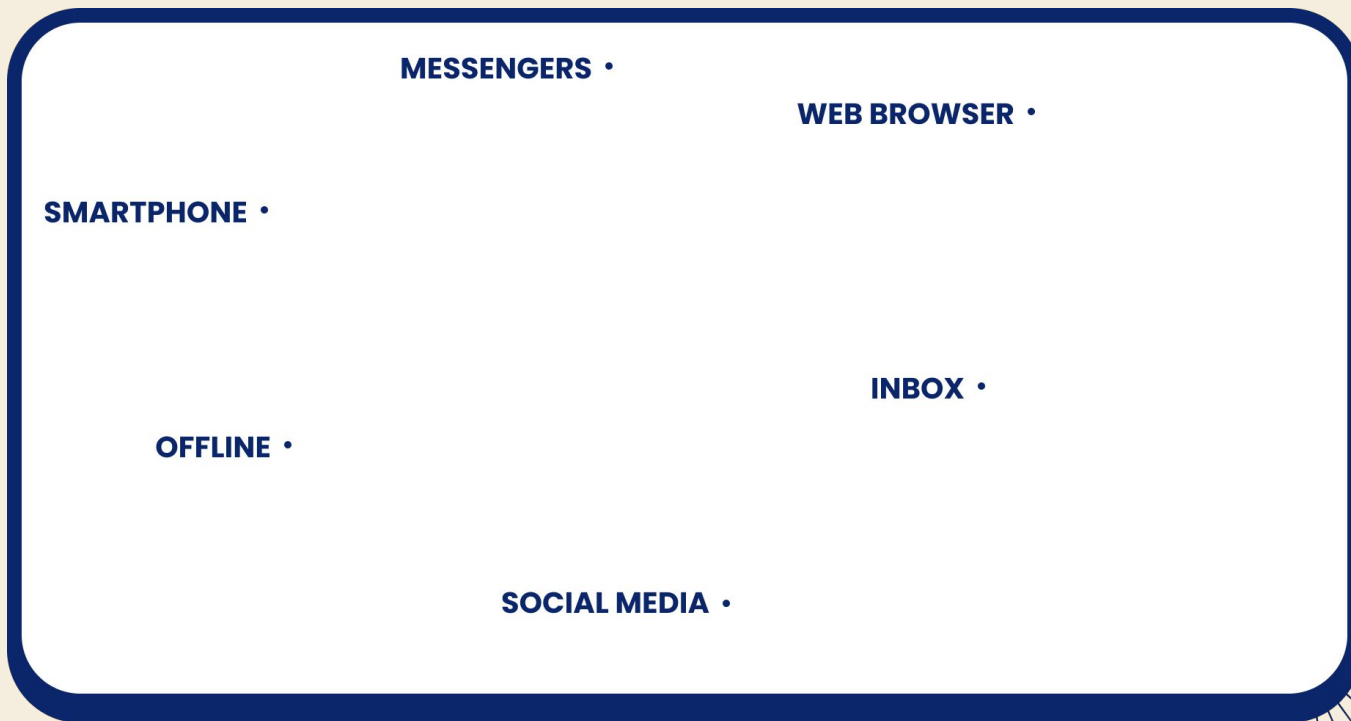 MESSENGERS •
WEB BROWSER •
SMARTPHONE •
INBOX •
OFFLINE •
SOCIAL MEDIA •